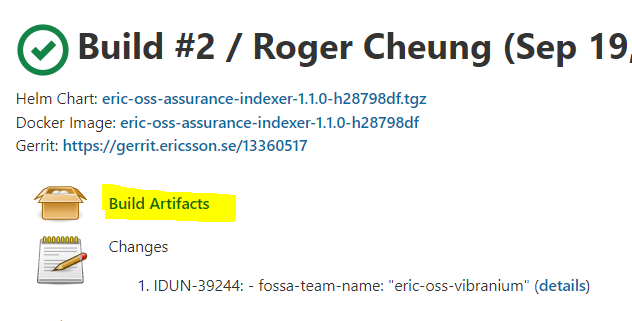 Build #2 / Roger Cheung (Sep 19,
Helm Chart: eric-oss-assurance-indexer-1.1.0-h28798df.tgz
Docker Image: eric-oss-assurance-indexer-1.1.0-h28798df
Gerrit: https://gerrit.ericsson.se/13360517
Build Artifacts
Changes
1. IDUN-39244: - fossa-team-name: "eric-oss-vibranium" (details)